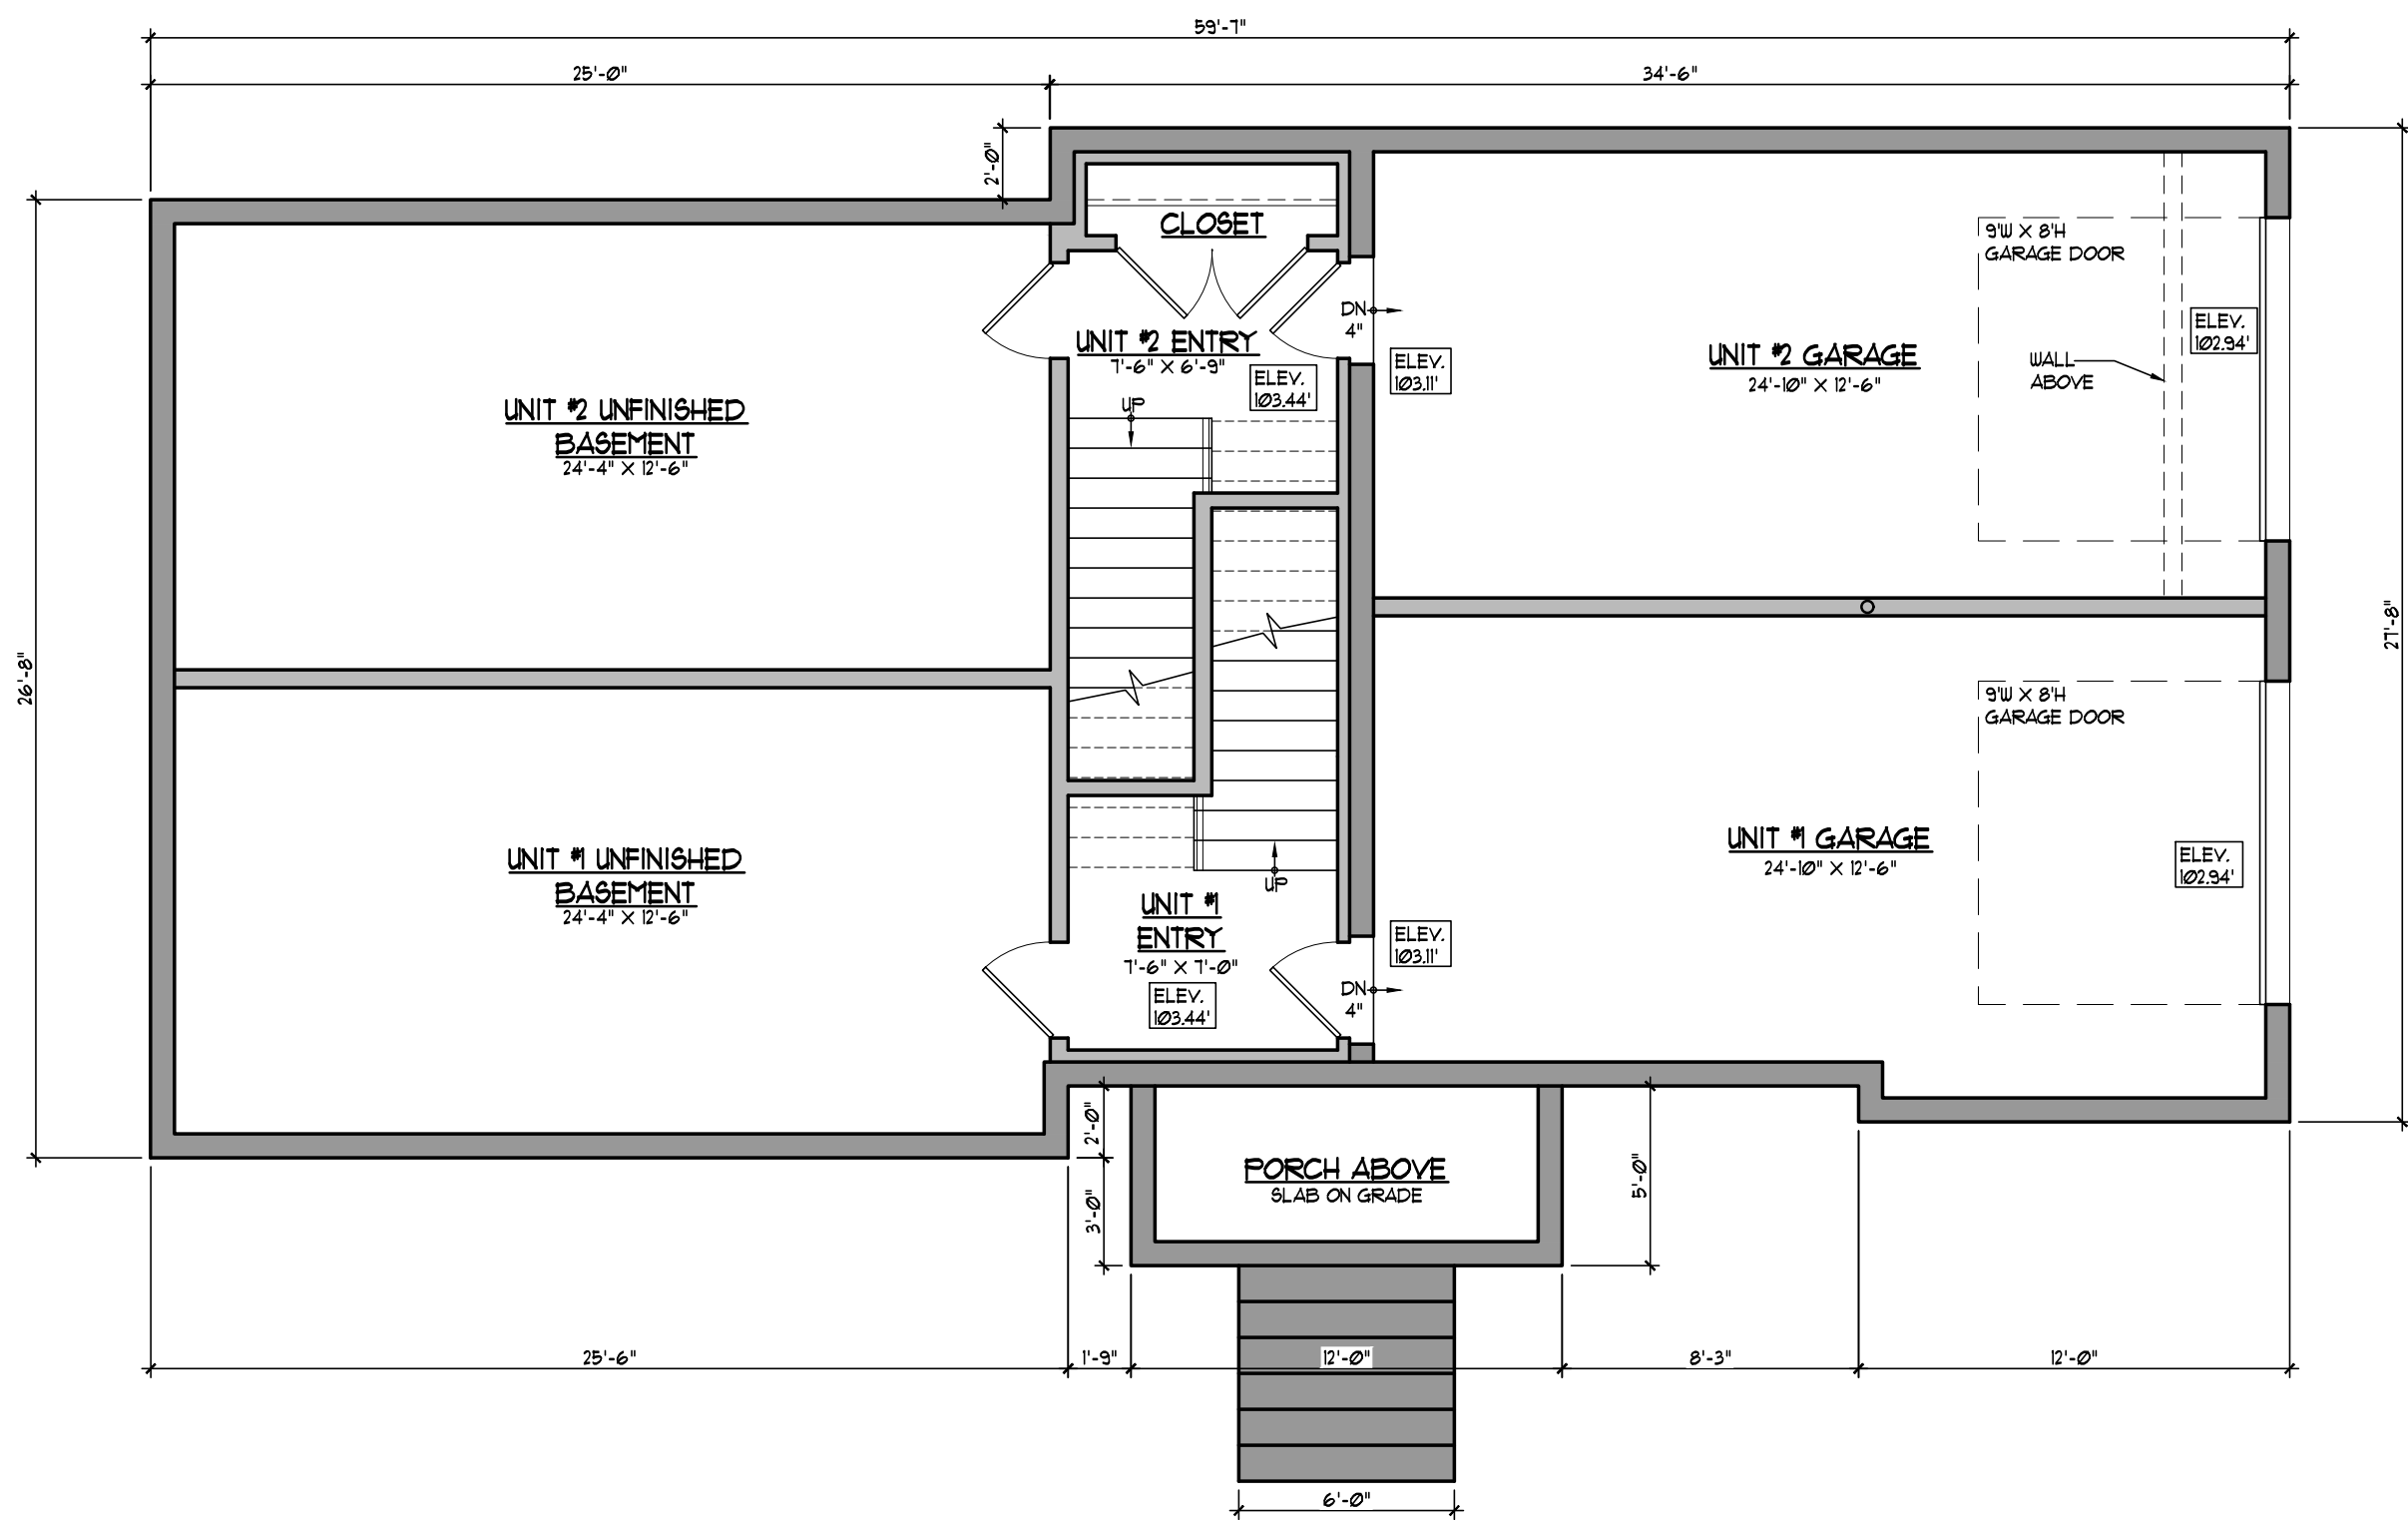 59'-7"
25'-0"
34'-6"
2'-0"
CLOSET
9'W X 8'H
GARAGE DOOR
DN
4"
ELEV.
102.94'
UNIT #2 ENTRY
7'-6" X 6'-9"
ELEV.
103.11'
UNIT #2 GARAGE
24'-10" X 12'-6"
WALL
ABOVE
ELEV.
103.44'
UP
UNIT #2 UNFINISHED
BASEMENT
24'-4" X 12'-6"
27'-8"
26'-8"
9'W X 8'H
GARAGE DOOR
UNIT #1 GARAGE
24'-10" X 12'-6"
ELEV.
102.94'
UNIT #1 UNFINISHED
BASEMENT
24'-4" X 12'-6"
UP
UNIT #1
ENTRY
7'-6" X 7'-0"
ELEV.
103.11'
ELEV.
103.44'
DN
4"
2'-0"
PORCH ABOVE
SLAB ON GRADE
3'-0"
5'-0"
25'-6"
1'-9"
12'-0"
8'-3"
12'-0"
6'-0"